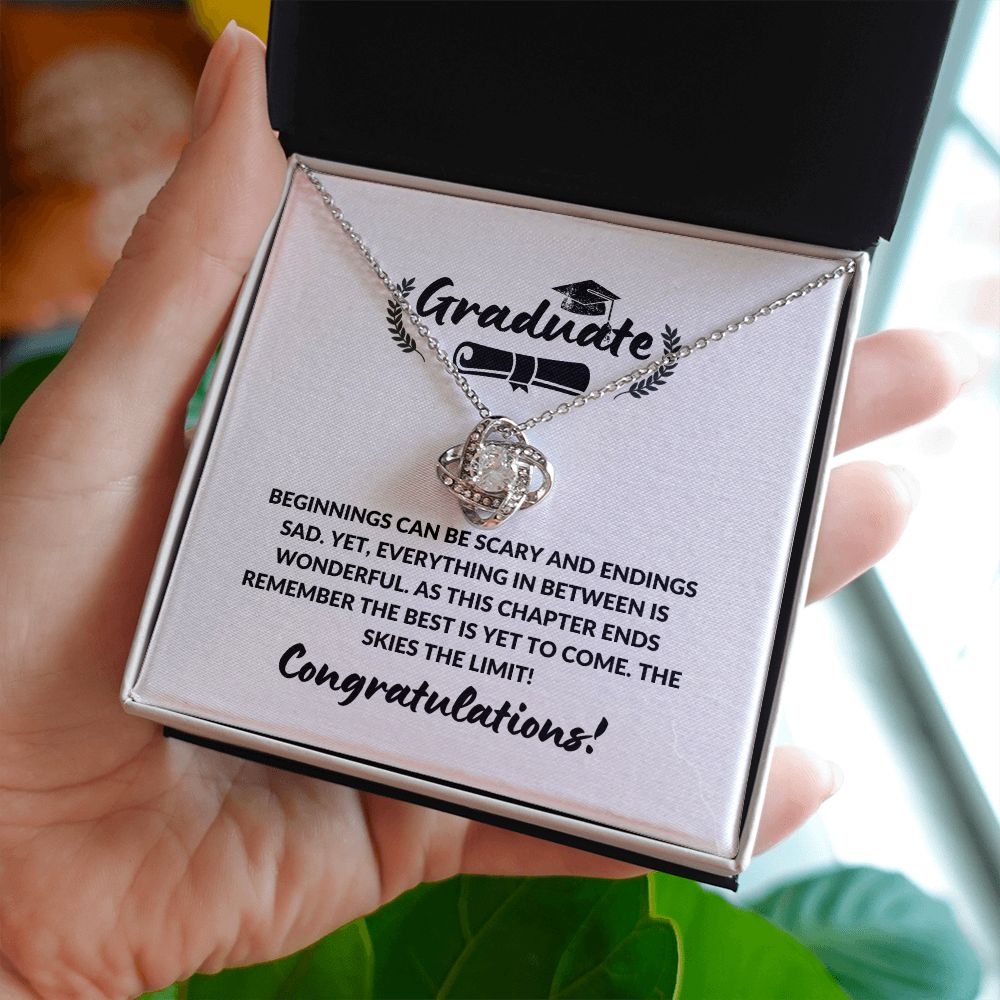 Graduate
BEGINNINGS CAN BE SCARY AND ENDINGS
SAD. YET, EVERYTHING IN BETWEEN IS
WONDERFUL. AS THIS CHAPTER ENDS
REMEMBER THE BEST IS YET TO COME. THE
SKIES THE LIMIT!
Congratulations!